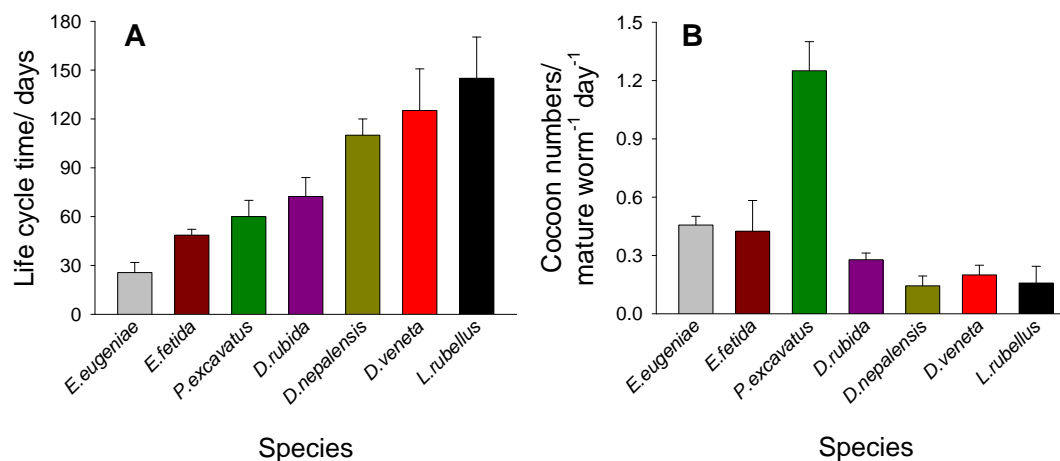 A
Life cycle time/ days
180
150
120
90
60
30
0
E.eugeniae
E.fetida
P.excavatus
D.rubida
D.nepalensis
D.veneta
L.rubellus
Species
B
Cocoon numbers/
mature worm⁻¹ day⁻¹
1.5
1.2
0.9
0.6
0.3
0.0
E.eugeniae
E.fetida
P.excavatus
D.rubida
D.nepalensis
D.veneta
L.rubellus
Species